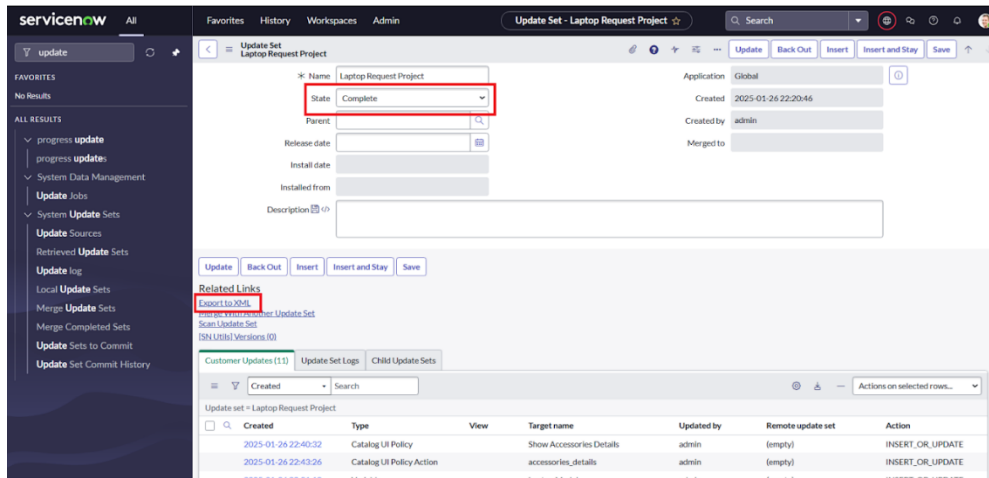 servicenow All Favorites History Workspaces Admin Update Set - Laptop Request Project Search
update
Update Set
Laptop Request Project
Update Back Out Insert Insert and Stay Save
FAVORITES
No Results
ALL RESULTS
progress update
progress updates
System Data Management
Update Jobs
System Update Sets
Update Sources
Retrieved Update Sets
Update log
Local Update Sets
Merge Update Sets
Merge Completed Sets
Update Sets to Commit
Update Set Commit History
Name Laptop Request Project
State Complete
Parent
Release date
Install date
Installed from
Description
Application Global
Created 2025-01-26 22:20:46
Created by admin
Merged to
Update Back Out Insert Insert and Stay Save
Related Links
Export to XML
Merge With Another Update Set
Scan Update Set
[SN Utils] Versions (0)
Customer Updates (11) Update Set Logs Child Update Sets
Created Search Actions on selected rows...
Update set = Laptop Request Project
Created Type View Target name Updated by Remote update set Action
2025-01-26 22:40:32 Catalog UI Policy Show Accessories Details admin (empty) INSERT_OR_UPDATE
2025-01-26 22:43:26 Catalog UI Policy Action accessories_details admin (empty) INSERT_OR_UPDATE